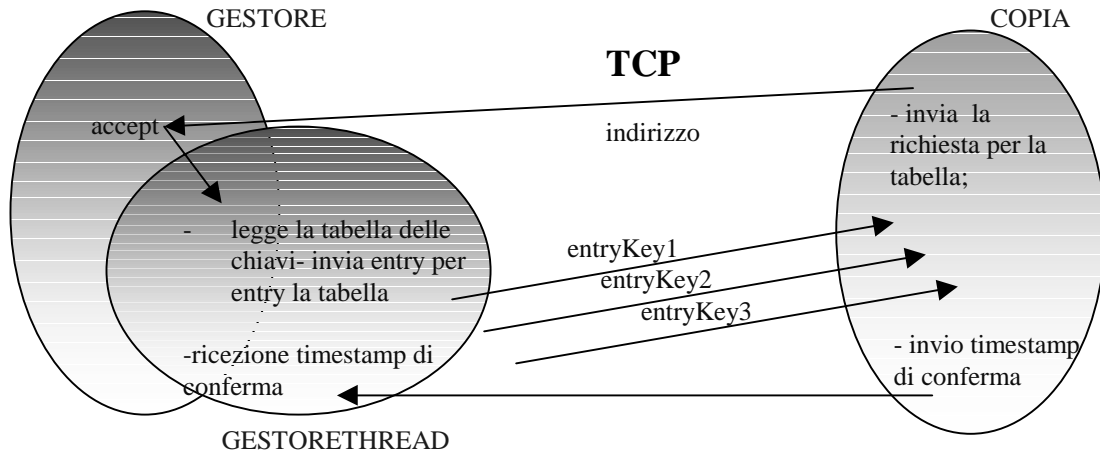 GESTORE
COPIA
TCP
accept
indirizzo
- invia la
richiesta per la
tabella;
- legge la tabella delle
chiavi- invia entry per
entry la tabella
entryKey1
entryKey2
entryKey3
-ricezione timestamp di
conferma
- invio timestamp
di conferma
GESTORETHREAD